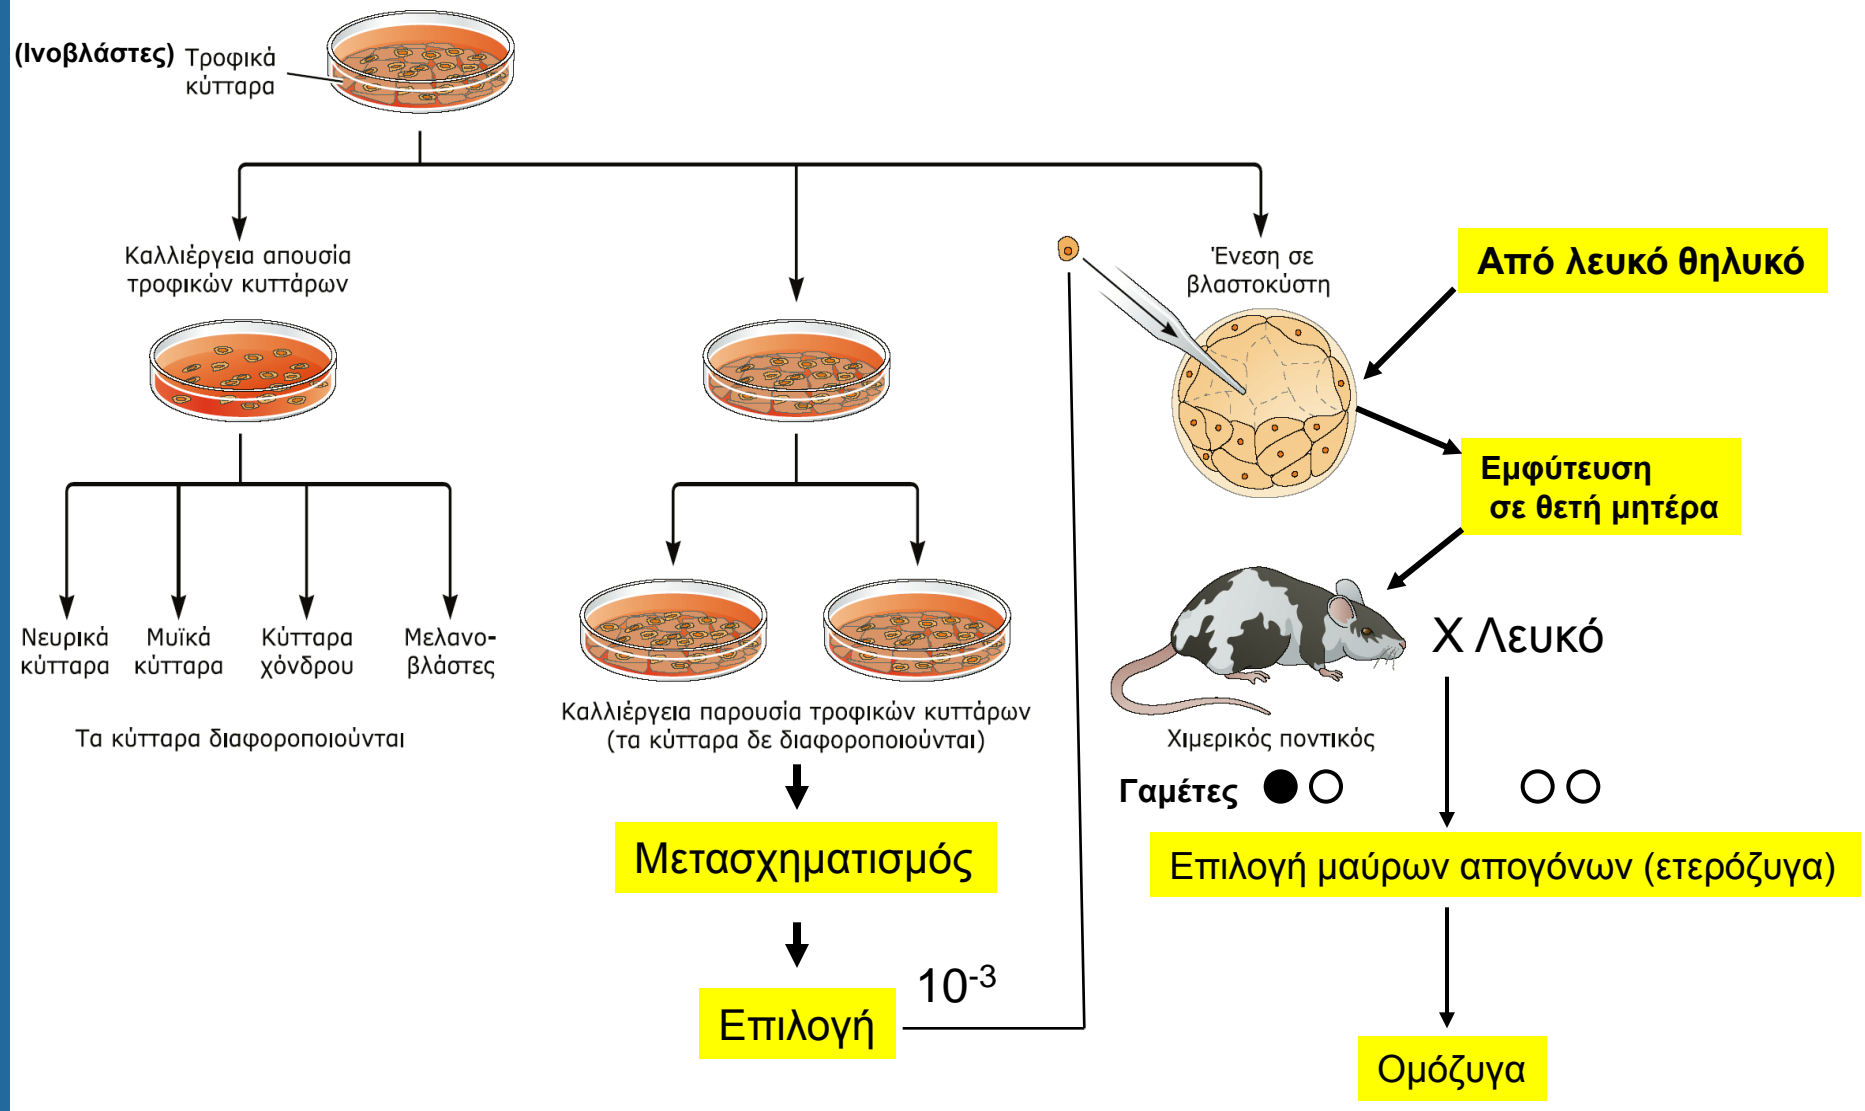 (Ινοβλάστες)
Τροφικά
κύτταρα
Καλλιέργεια απουσία
τροφικών κυττάρων
Νευρικά
κύτταρα
Μυϊκά
κύτταρα
Κύτταρα
χόνδρου
Μελανο-
βλάστες
Τα κύτταρα διαφοροποιούνται
Καλλιέργεια παρουσία τροφικών κυττάρων
(τα κύτταρα δε διαφοροποιούνται)
Μετασχηματισμός
Επιλογή
10⁻³
Ένεση σε
βλαστοκύστη
Από λευκό θηλυκό
Εμφύτευση
σε θετή μητέρα
Χ Λευκό
Χιμερικός ποντικός
Γαμέτες
Επιλογή μαύρων απογόνων (ετερόζυγα)
Ομόζυγα